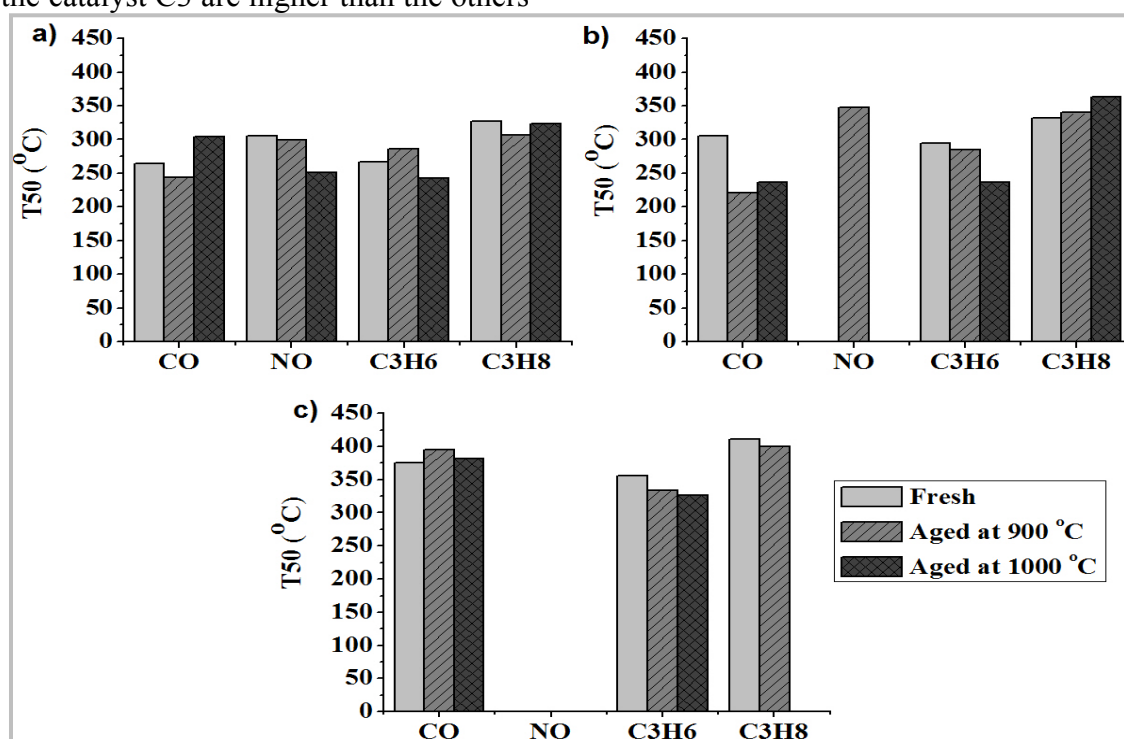 the catalyst C3 are higher than the others
a)
450
400
350
300
250
200
150
100
50
0
T50 (°C)
CO NO C3H6 C3H8
b)
450
400
350
300
250
200
150
100
50
0
T50 (°C)
CO NO C3H6 C3H8
c)
450
400
350
300
250
200
150
100
50
0
T50 (°C)
CO NO C3H6 C3H8
Fresh
Aged at 900 °C
Aged at 1000 °C